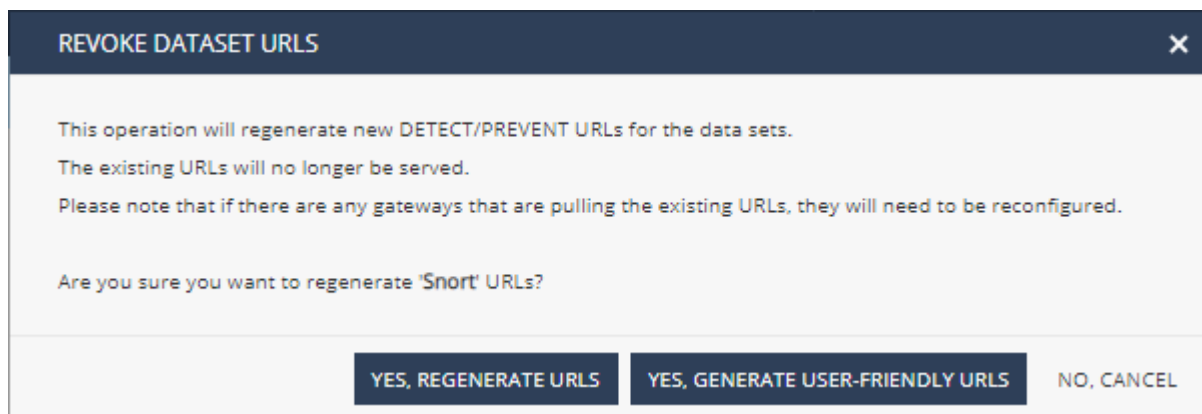 REVOKE DATASET URLS
This operation will regenerate new DETECT/PREVENT URLs for the data sets.
The existing URLs will no longer be served.
Please note that if there are any gateways that are pulling the existing URLs, they will need to be reconfigured.
Are you sure you want to regenerate 'Snort' URLs?
YES, REGENERATE URLS YES, GENERATE USER-FRIENDLY URLS NO, CANCEL